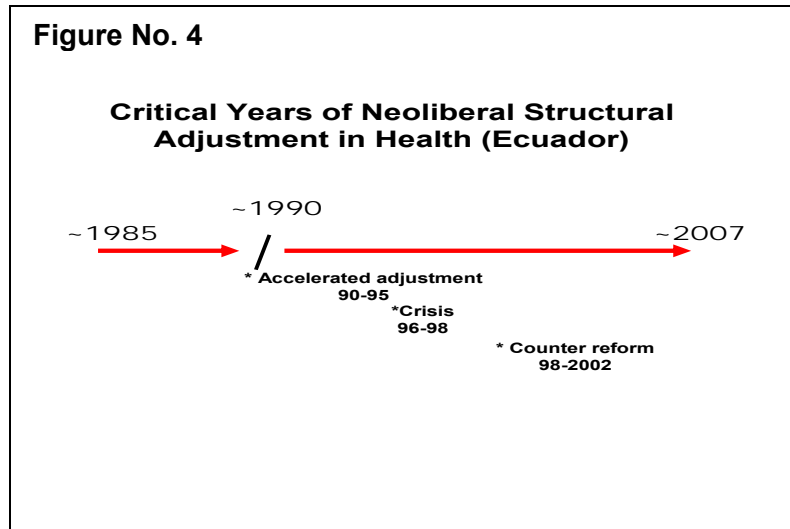 Figure No. 4
Critical Years of Neoliberal Structural
Adjustment in Health (Ecuador)
~1990
~1985
~2007
* Accelerated adjustment
90-95
*Crisis
96-98
* Counter reform
98-2002